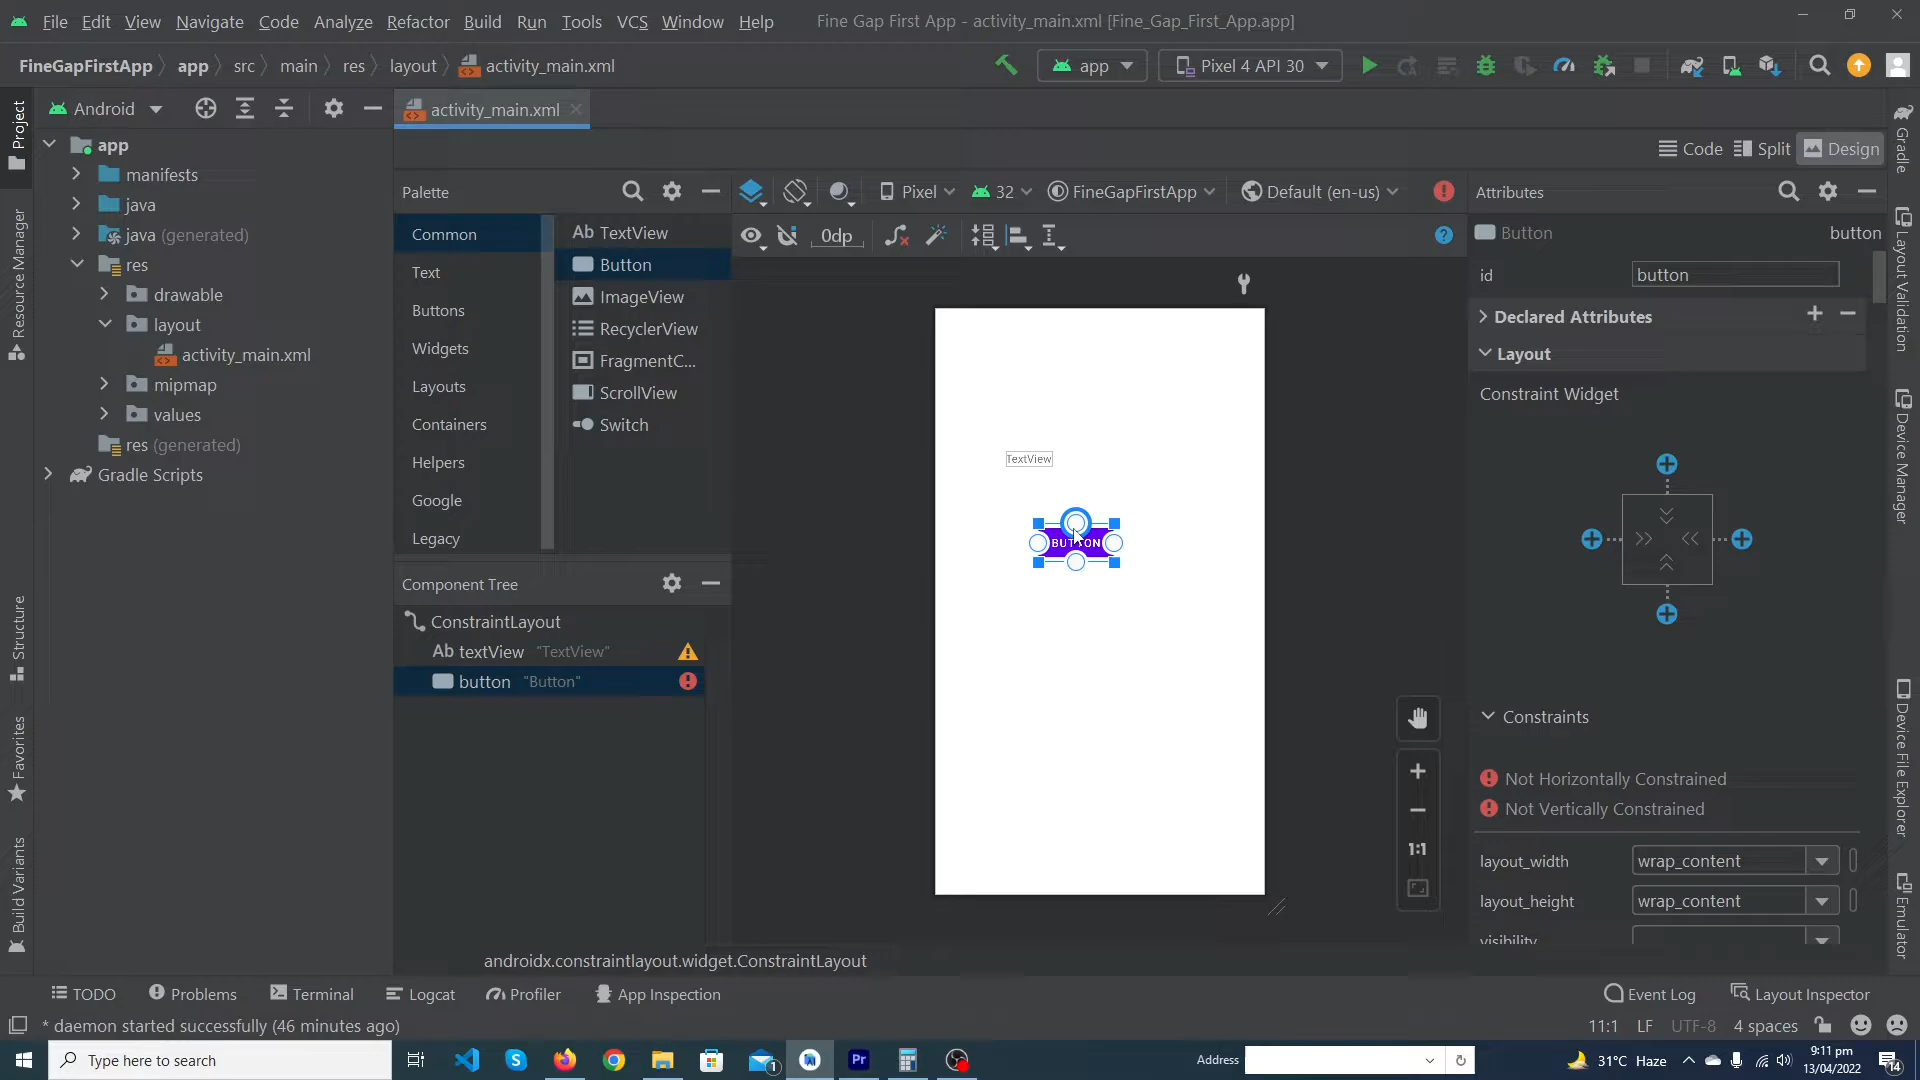 File Edit View Navigate Code Analyze Refactor Build Run Tools VCS Window Help Fine Gap First App - activity_main.xml [Fine_Gap_First_App.app]
FineGapFirstApp app src main res layout activity_main.xml app Pixel 4 API 30
Project
Resource Manager
Structure
Favorites
Build Variants
Android
app
manifests
java
java (generated)
res
drawable
layout
activity_main.xml
mipmap
values
res (generated)
Gradle Scripts
activity_main.xml
Code Split Design
Palette
Common
Text
Buttons
Widgets
Layouts
Containers
Helpers
Google
Legacy
Ab TextView
Button
ImageView
RecyclerView
FragmentC...
ScrollView
Switch
Pixel 32 FineGapFirstApp Default (en-us)
0dp
TextView
BUTTON
1:1
Component Tree
ConstraintLayout
Ab textView "TextView"
button "Button"
androidx.constraintlayout.widget.ConstraintLayout
Attributes
Button button
id button
Declared Attributes
Layout
Constraint Widget
Constraints
Not Horizontally Constrained
Not Vertically Constrained
layout_width wrap_content
layout_height wrap_content
visibility
Gradle
Layout Validation
Device Manager
Device File Explorer
Emulator
TODO Problems Terminal Logcat Profiler App Inspection Event Log Layout Inspector
* daemon started successfully (46 minutes ago) 11:1 LF UTF-8 4 spaces
Type here to search Pr 1 Address 31°C Haze 9:11 pm
13/04/2022 14